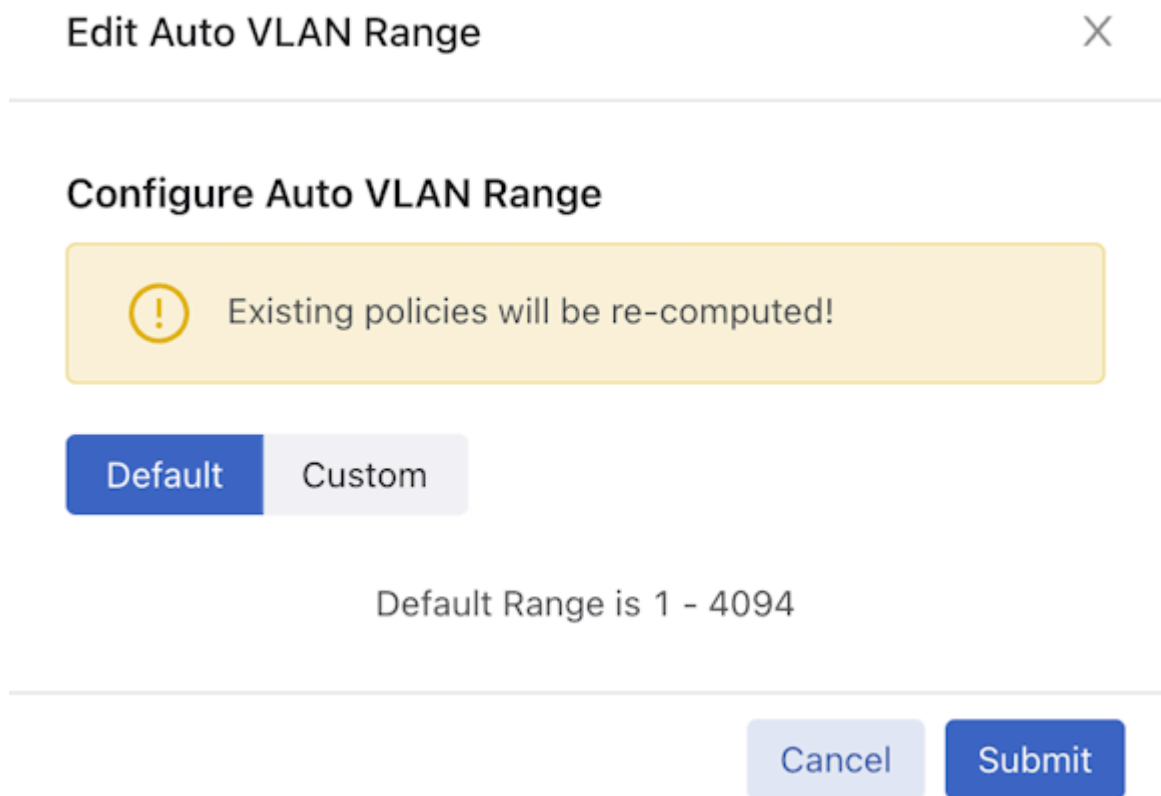 Edit Auto VLAN Range
Configure Auto VLAN Range
Existing policies will be re-computed!
Default Custom
Default Range is 1 - 4094
Cancel Submit